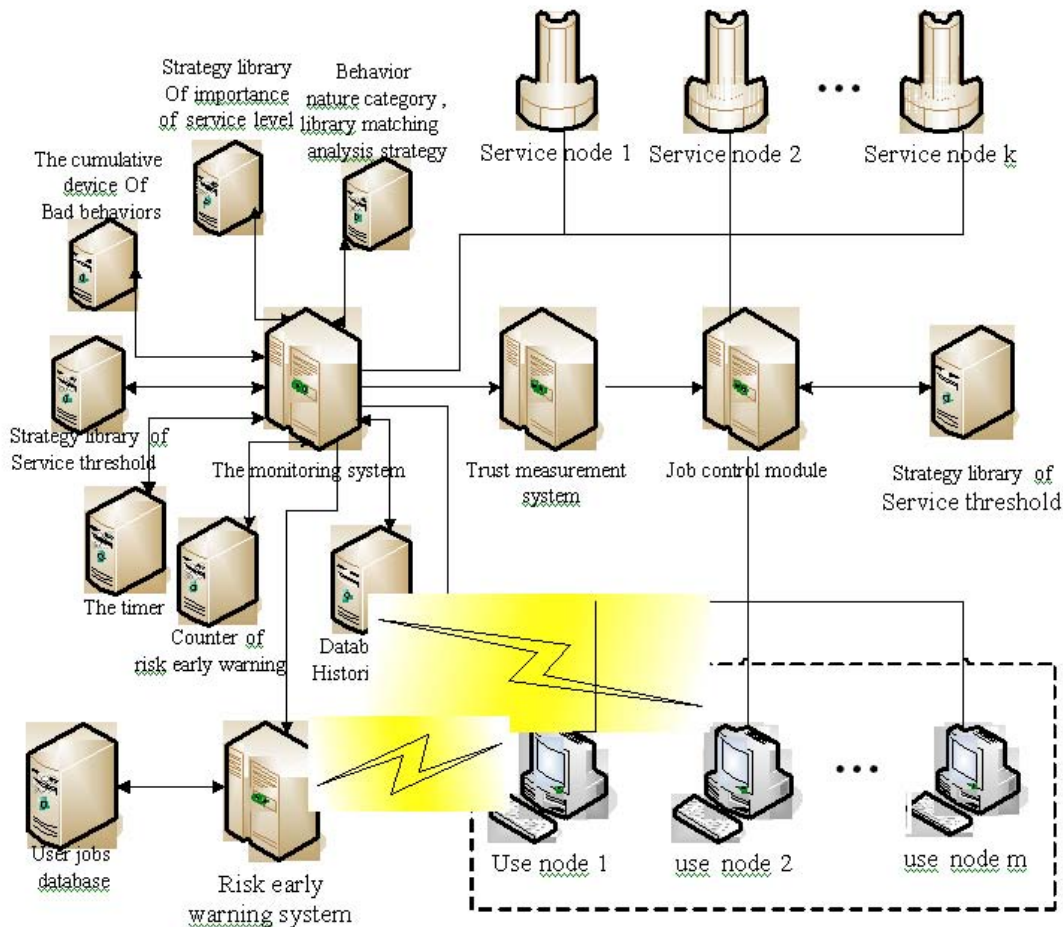 Strategy library
Of importance
of service level
Behavior
nature category ,
library matching
analysis strategy
The cumulative
device Of
Bad behaviors
Service node 1
Service node 2
Service node k
Strategy library of
Service threshold
The monitoring system
Trust measurement
system
Job control module
Strategy library of
Service threshold
The timer
Counter of
risk early warning
Datab
Histori
User jobs
database
Risk early
warning system
Use node 1
use node 2
use node m